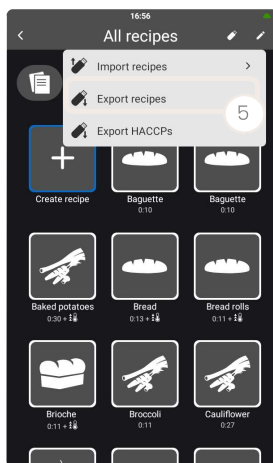 16:56
All recipes
Import recipes
Export recipes
5
Export HACCPs
Create recipe
Baguette
0:10
Baguette
0:10
Baked potatoes
0:30 +
Bread
0:13 +
Bread rolls
0:11 +
Brioche
0:11 +
Broccoli
0:11
Cauliflower
0:27